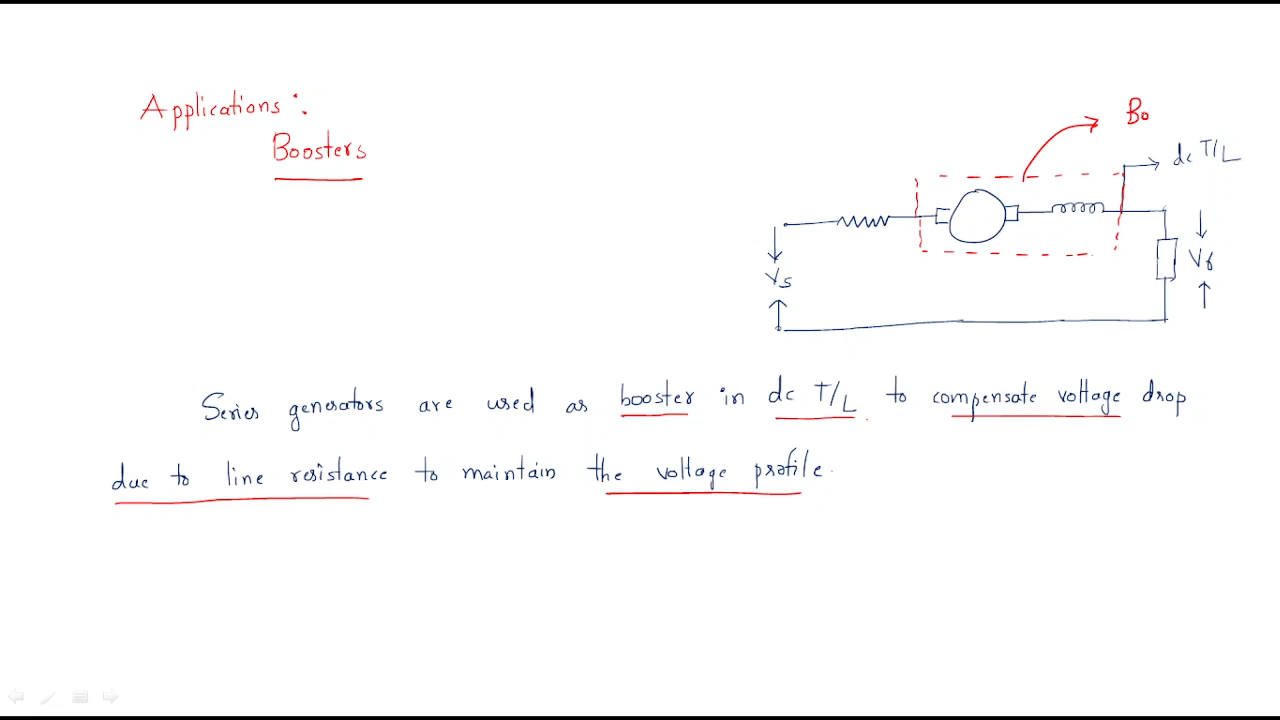 Applications :.
Boosters
Bo
dc T/L
Vs
V6
Series generators are used as booster in dc T/L to compensate voltage drop
due to line resistance to maintain the voltage profile.